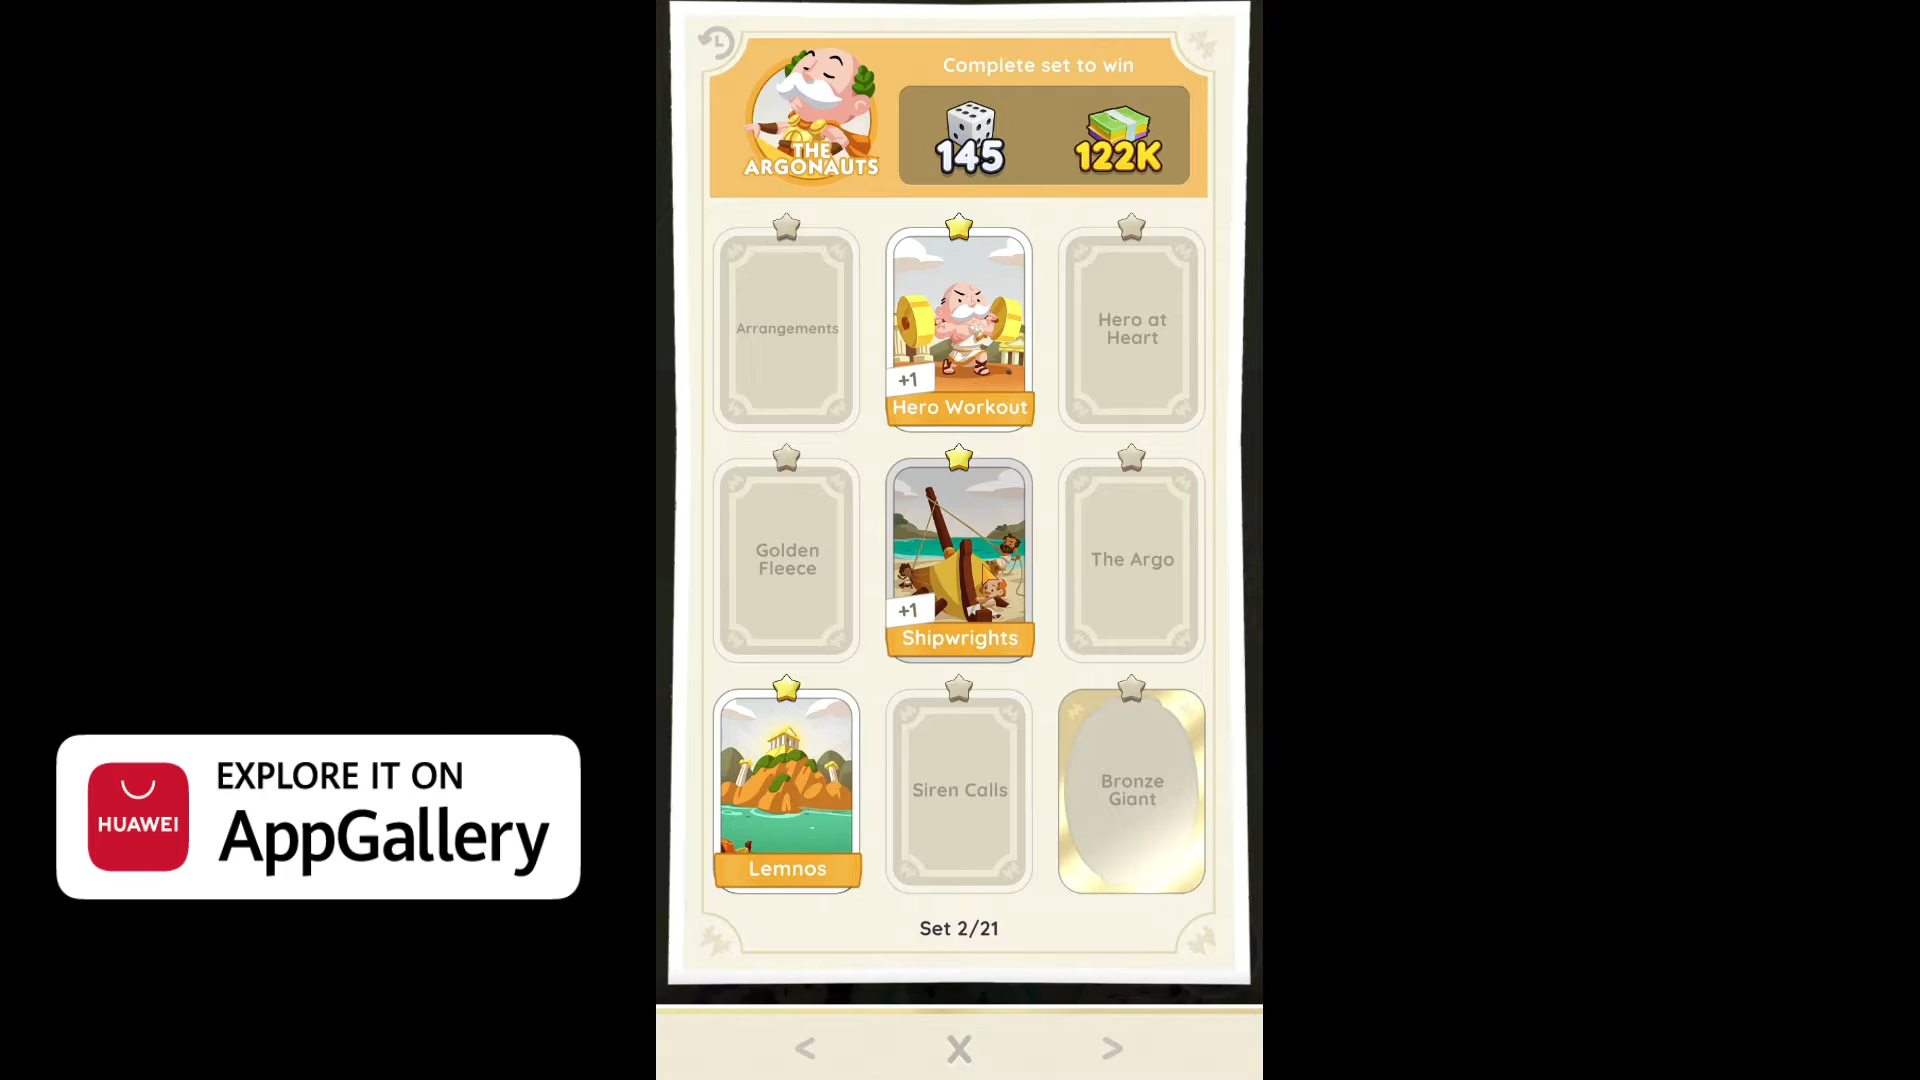 Complete set to win
THE
ARGONAUTS
145
122K
Arrangements
+1
Hero Workout
Hero at
Heart
Golden
Fleece
+1
Shipwrights
The Argo
Lemnos
Siren Calls
Bronze
Giant
Set 2/21
< X >
HUAWEI
EXPLORE IT ON
AppGallery